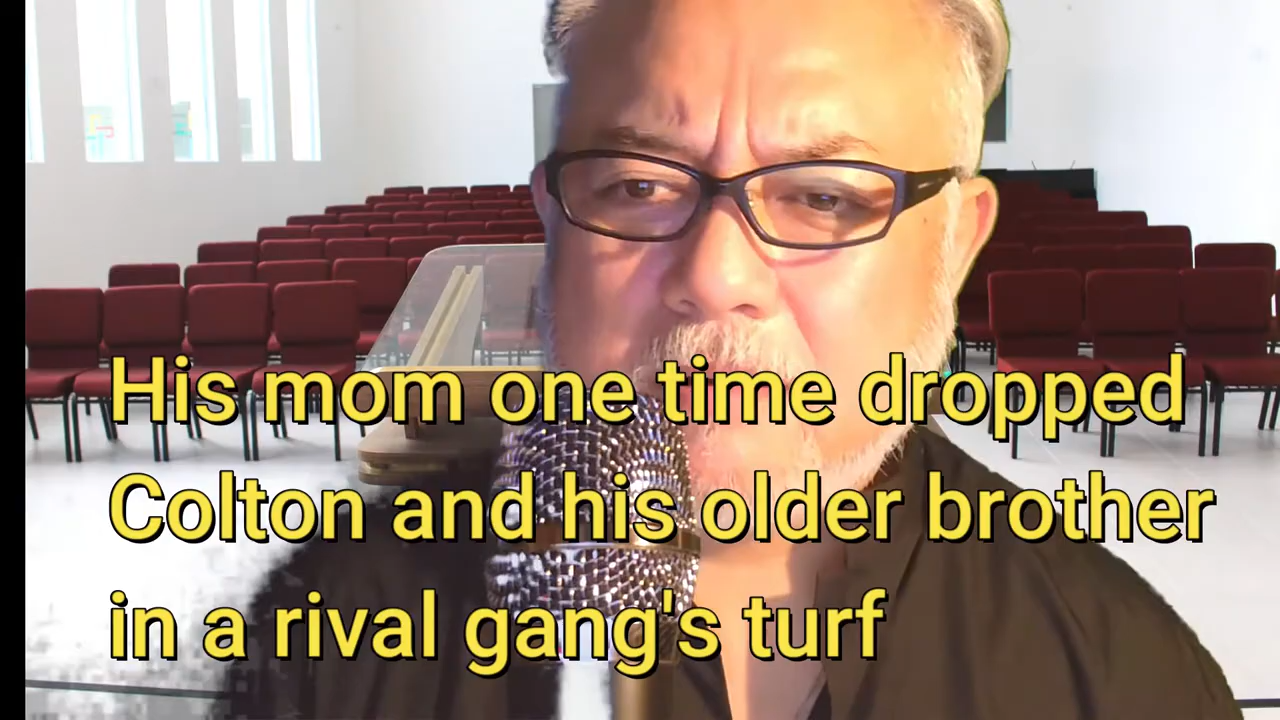 His mom one time dropped
Colton and his older brother
in a rival gang's turf